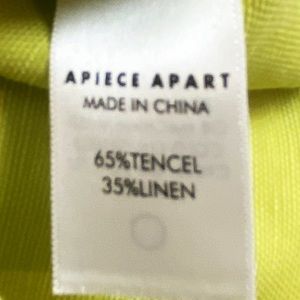 APIECE APART
MADE IN CHINA
65%TENCEL
35%LINEN